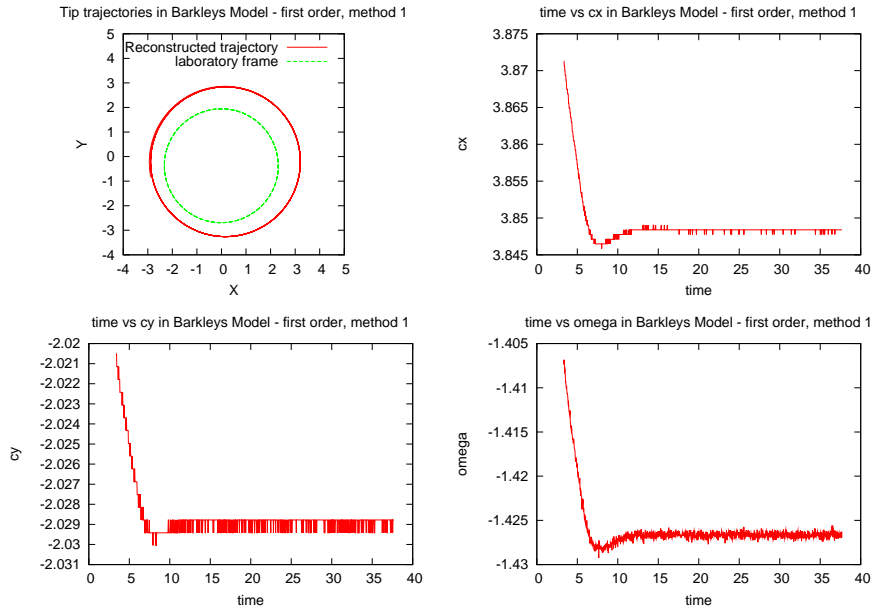 Tip trajectories in Barkleys Model - first order, method 1
5
4
3
2
1
0
-1
-2
-3
-4
-4 -3 -2 -1 0 1 2 3 4 5
Y
X
Reconstructed trajectory
laboratory frame
time vs cx in Barkleys Model - first order, method 1
3.875
3.87
3.865
3.86
3.855
3.85
3.845
0 5 10 15 20 25 30 35 40
cx
time
time vs cy in Barkleys Model - first order, method 1
-2.02
-2.021
-2.022
-2.023
-2.024
-2.025
-2.026
-2.027
-2.028
-2.029
-2.03
-2.031
0 5 10 15 20 25 30 35 40
cy
time
time vs omega in Barkleys Model - first order, method 1
-1.405
-1.41
-1.415
-1.42
-1.425
-1.43
0 5 10 15 20 25 30 35 40
omega
time